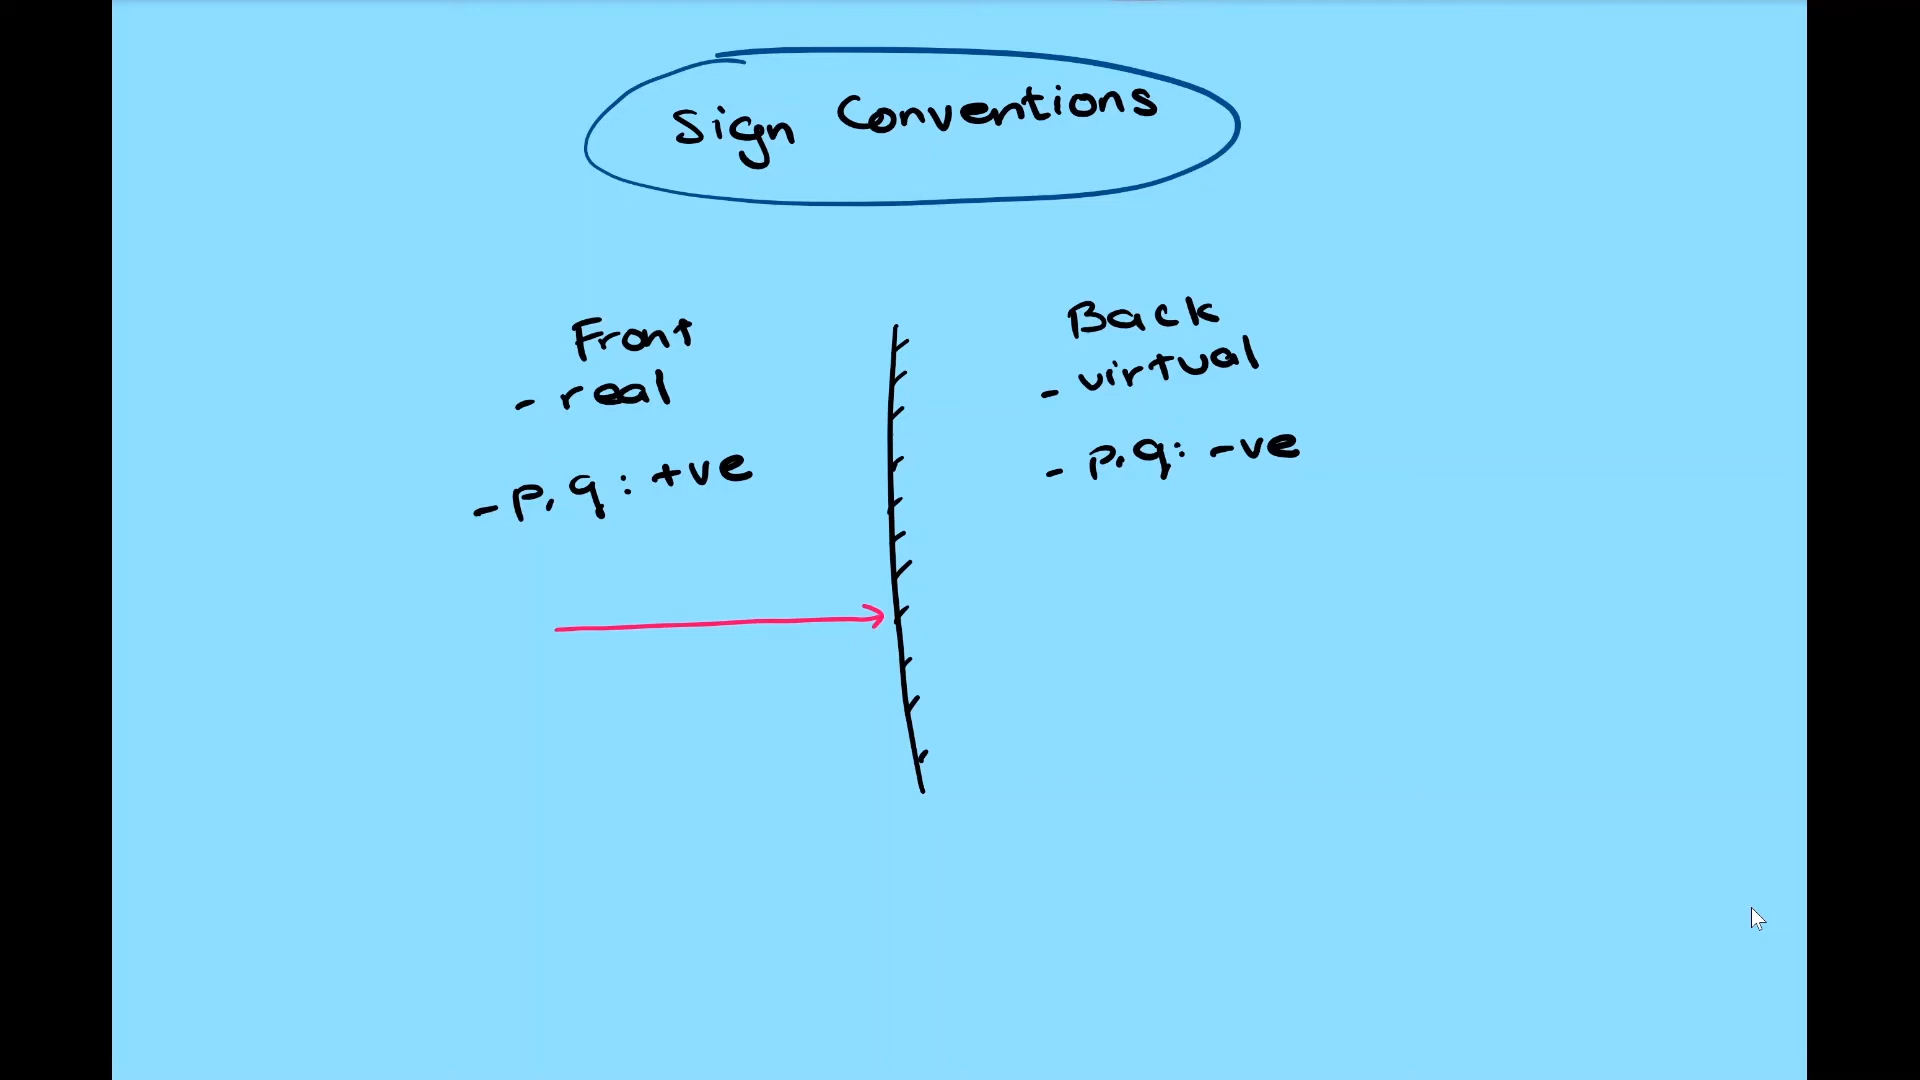 Sign Conventions
Front
- real
- p, q: +ve
Back
- virtual
- p, q: -ve